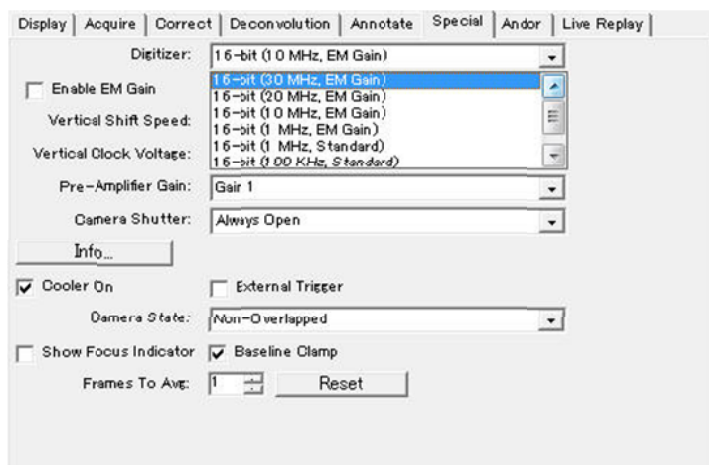 Display Acquire Correct Deconvolution Annotate Special Andor Live Replay
Digitizer: 16-bit (10 MHz, EM Gain)
16-bit (30 MHz, EM Gain)
Enable EM Gain
16-bit (20 MHz, EM Gain)
16-bit (10 MHz, EM Gain)
Vertical Shift Speed:
16-bit (1 MHz, EM Gain)
16-bit (1 MHz, Standard)
Vertical Clock Voltage:
16-bit (100 KHz, Standard)
Pre-Amplifier Gain: Gain 1
Camera Shutter: Always Open
Info...
Cooler On External Trigger
Camera State: Non-Overlapped
Show Focus Indicator Baseline Clamp
Frames To Avg: 1 Reset